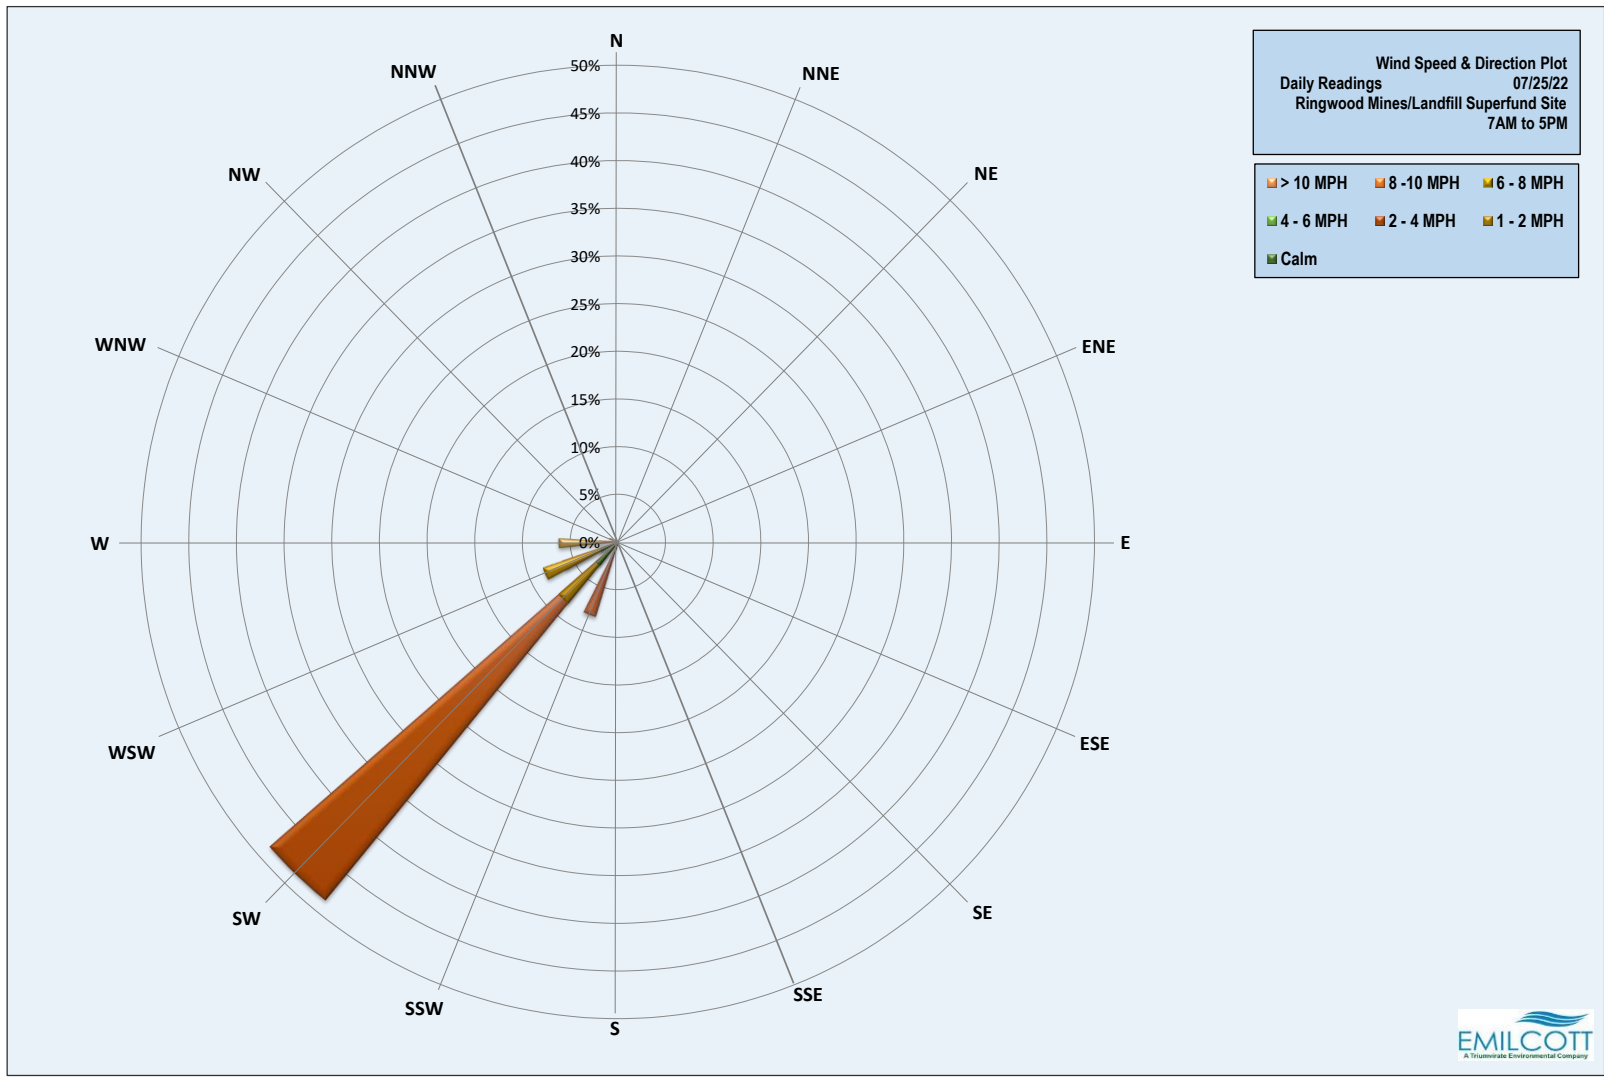 N
NNE
NE
ENE
E
ESE
SE
SSE
S
SSW
SW
WSW
W
WNW
NW
NNW
50%
45%
40%
35%
30%
25%
20%
15%
10%
5%
0%
Wind Speed & Direction Plot
Daily Readings 07/25/22
Ringwood Mines/Landfill Superfund Site
7AM to 5PM
> 10 MPH 8 -10 MPH 6 - 8 MPH
4 - 6 MPH 2 - 4 MPH 1 - 2 MPH
Calm
EMILCOTT
A Triumvirate Environmental Company